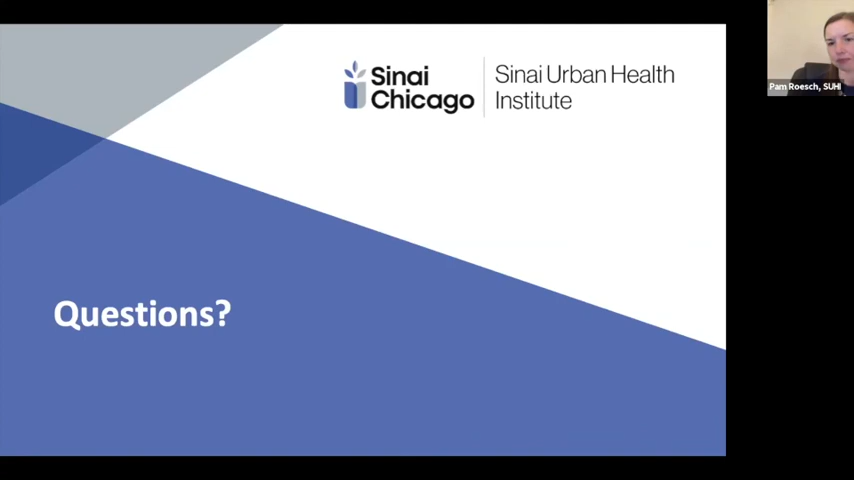 Sinai
Chicago
Sinai Urban Health
Institute
Pam Roesch, SUHI
Questions?